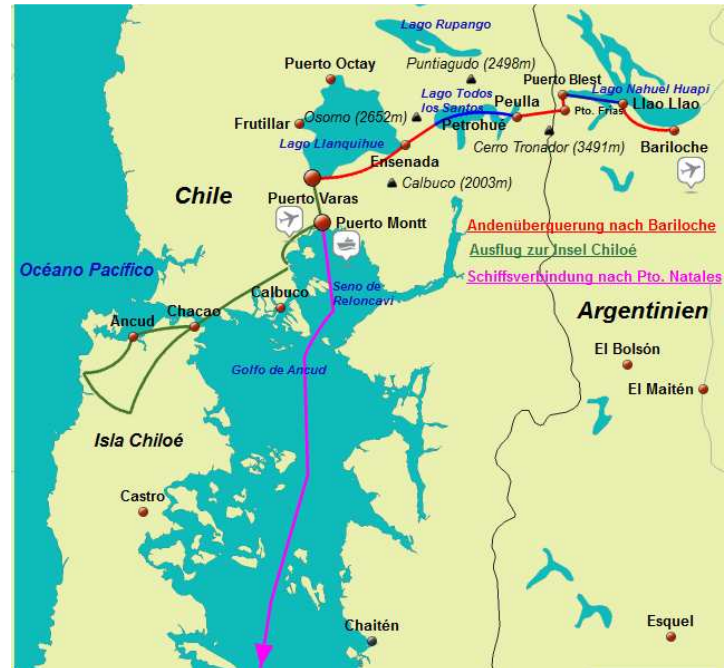 Lago Rupango
Puerto Octay
Puntiagudo (2498m)
Puerto Blest
Lago Nahuel Huapi
Lago Todos
los Santos
Peulla
Llao Llao
Frutillar
Osorno (2652m)
Petrohué
Pto. Frias
Lago Llanquihue
Ensenada
Cerro Tronador (3491m)
Bariloche
Chile
Puerto Varas
Calbuco (2003m)
Puerto Montt
Andenüberquerung nach Bariloche
Ausflug zur Insel Chiloé
Océano Pacífico
Schiffsverbindung nach Pto. Natales
Calbuco
Seno de
Reloncavi
Chacao
Ancud
Argentinien
El Bolsón
Golfo de Ancud
El Maitén
Isla Chiloé
Castro
Chaitén
Esquel